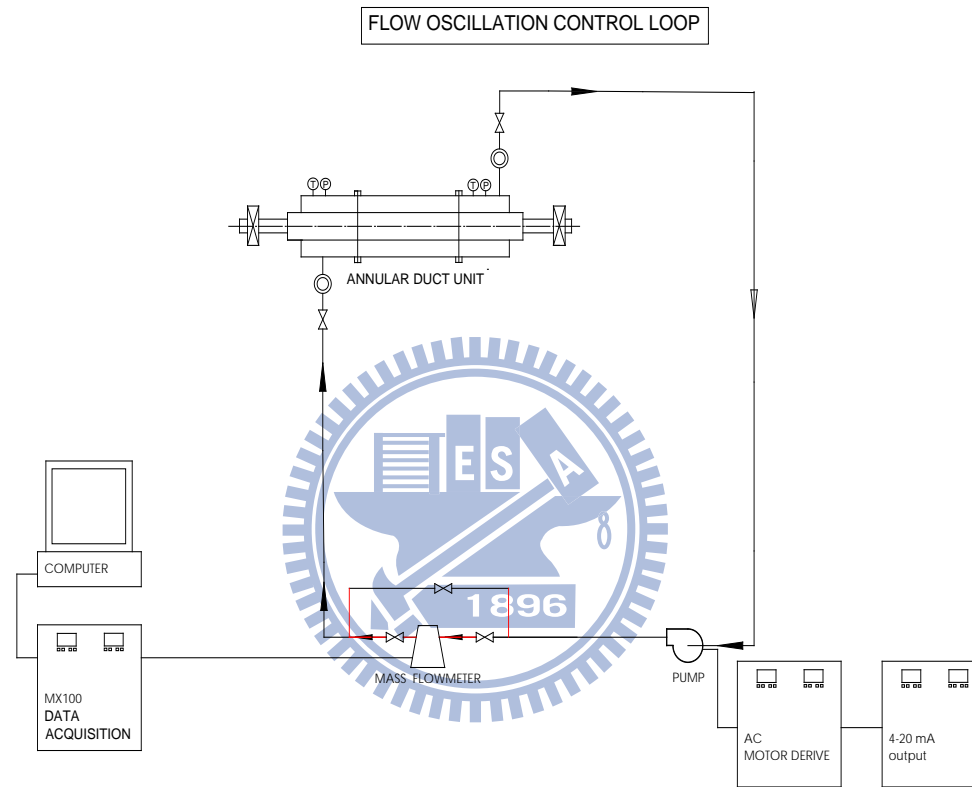 FLOW OSCILLATION CONTROL LOOP
T P
T P
ANNULAR DUCT UNIT
E S A
8
1896
COMPUTER
MASS FLOWMETER
PUMP
MX100
DATA
ACQUISITION
AC
MOTOR DERIVE
4-20 mA
output